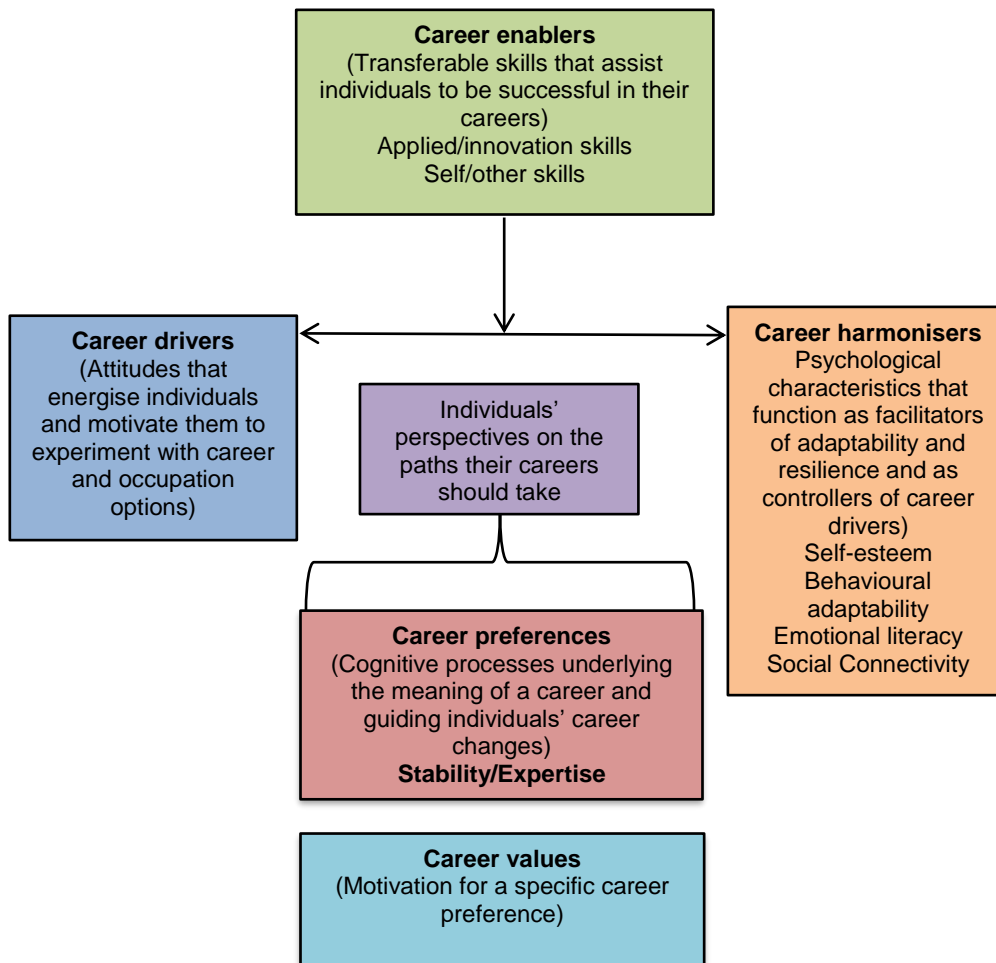 Career enablers
(Transferable skills that assist
individuals to be successful in their
careers)
Applied/innovation skills
Self/other skills
Career drivers
(Attitudes that
energise individuals
and motivate them to
experiment with career
and occupation
options)
Individuals’
perspectives on the
paths their careers
should take
Career harmonisers
Psychological
characteristics that
function as facilitators
of adaptability and
resilience and as
controllers of career
drivers)
Self-esteem
Behavioural
adaptability
Emotional literacy
Social Connectivity
Career preferences
(Cognitive processes underlying
the meaning of a career and
guiding individuals’ career
changes)
Stability/Expertise
Career values
(Motivation for a specific career
preference)